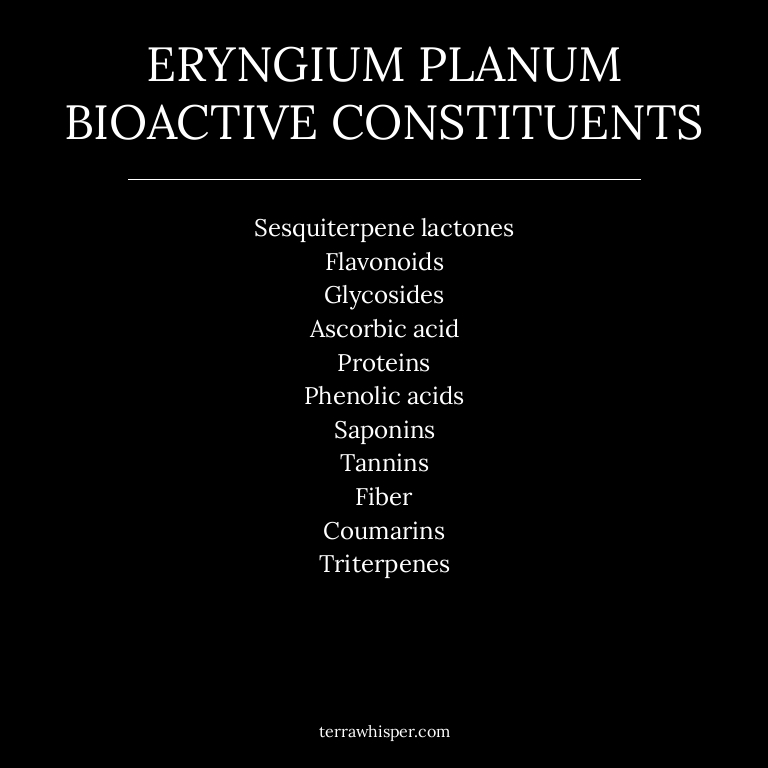 ERYNGIUM PLANUM
BIOACTIVE CONSTITUENTS
Sesquiterpene lactones
Flavonoids
Glycosides
Ascorbic acid
Proteins
Phenolic acids
Saponins
Tannins
Fiber
Coumarins
Triterpenes
terrawhisper.com